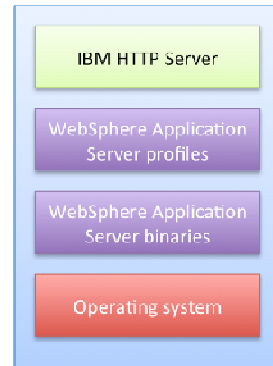 IBM HTTP Server
WebSphere Application
Server profiles
WebSphere Application
Server binaries
Operating system